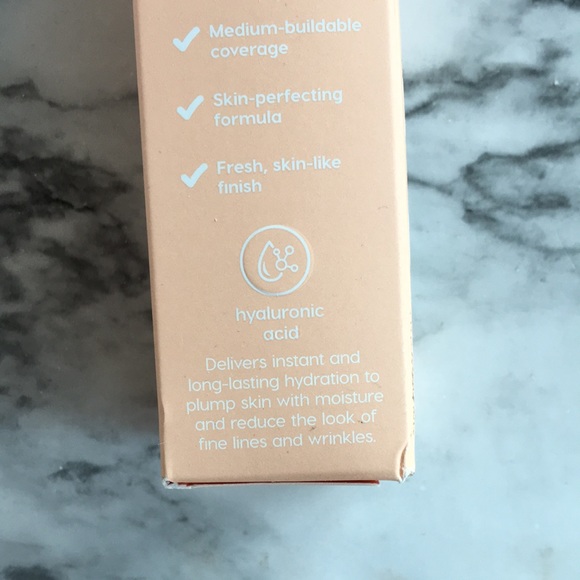 Medium-buildable
coverage
Skin-perfecting
formula
Fresh, skin-like
finish
hyaluronic
acid
Delivers instant and
long-lasting hydration to
plump skin with moisture
and reduce the look of
fine lines and wrinkles.